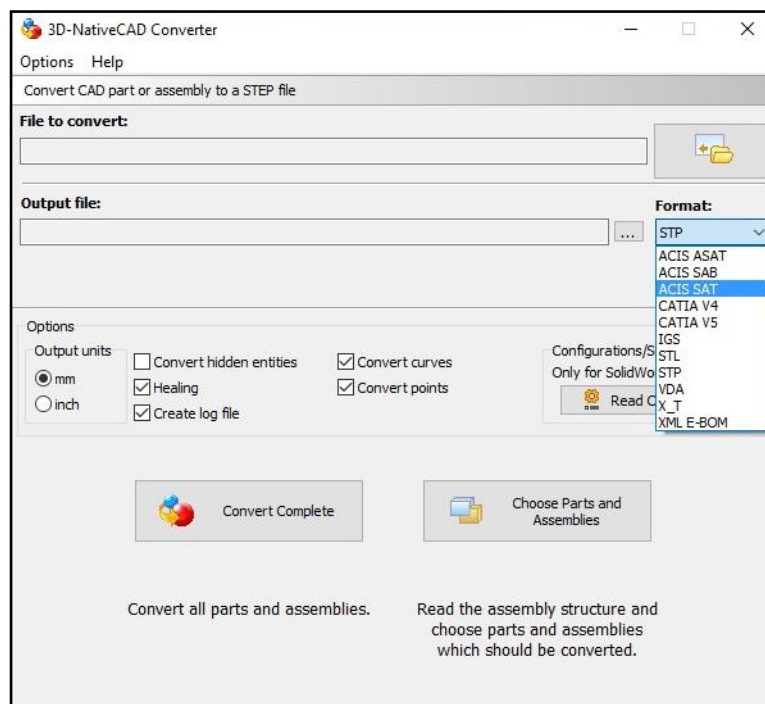 3D-NativeCAD Converter
Options Help
Convert CAD part or assembly to a STEP file
File to convert:
Output file:
Format:
...
STP
ACIS ASAT
ACIS SAB
ACIS SAT
CATIA V4
CATIA V5
IGS
STL
STP
VDA
X_T
XML E-BOM
Options
Output units
mm
inch
Convert hidden entities
Healing
Create log file
Convert curves
Convert points
Configurations/S
Only for SolidWo
Read C
Convert Complete
Choose Parts and
Assemblies
Convert all parts and assemblies.
Read the assembly structure and
choose parts and assemblies
which should be converted.